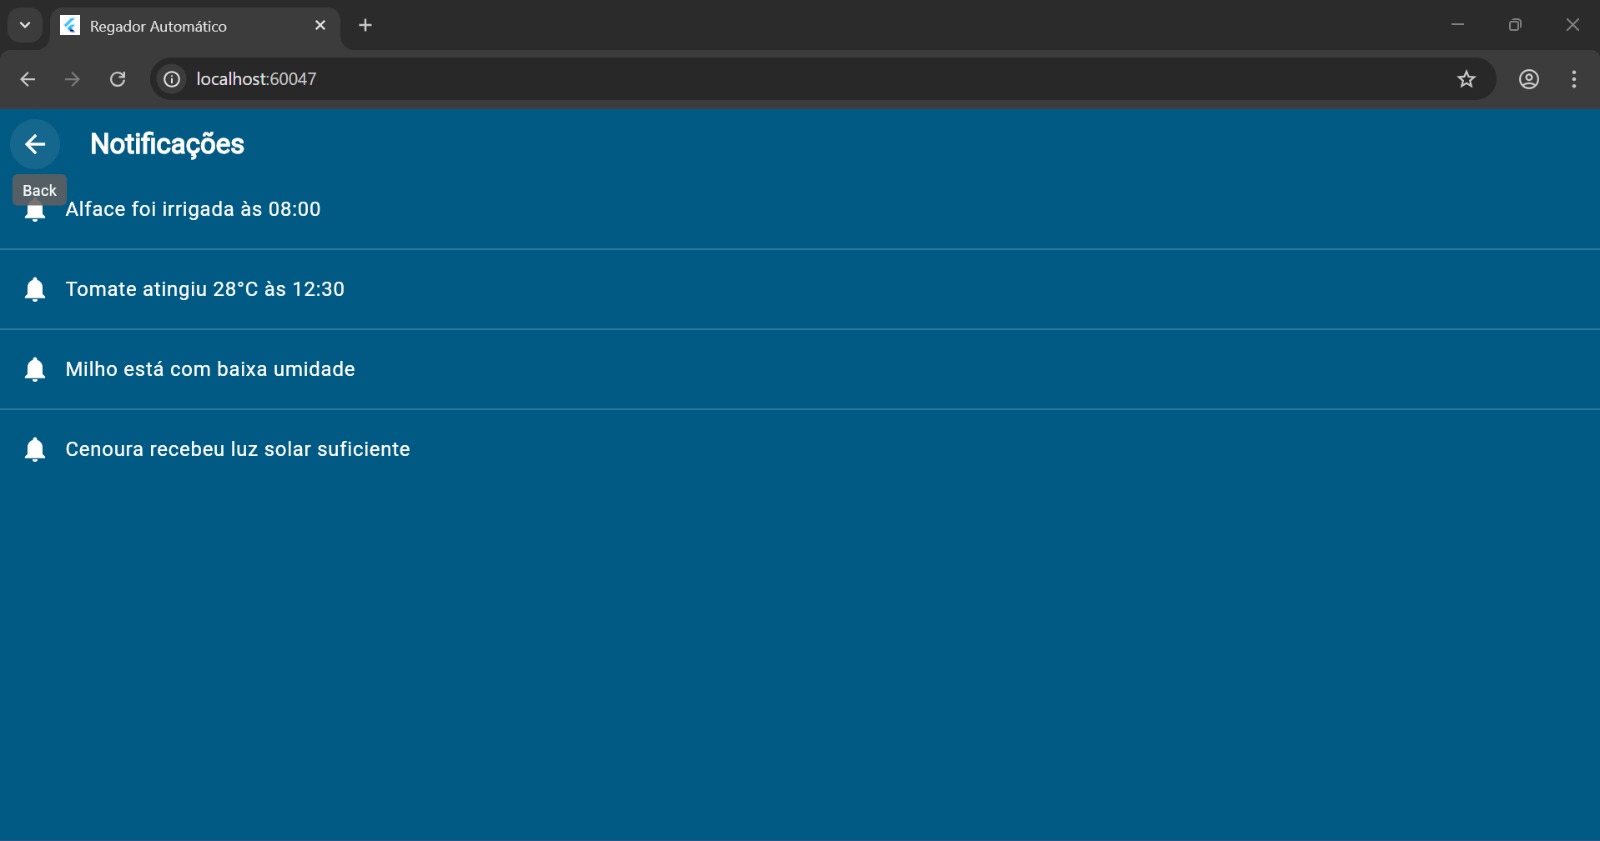 Regador Automático
localhost:60047
Notificações
Back
Alface foi irrigada às 08:00
Tomate atingiu 28°C às 12:30
Milho está com baixa umidade
Cenoura recebeu luz solar suficiente